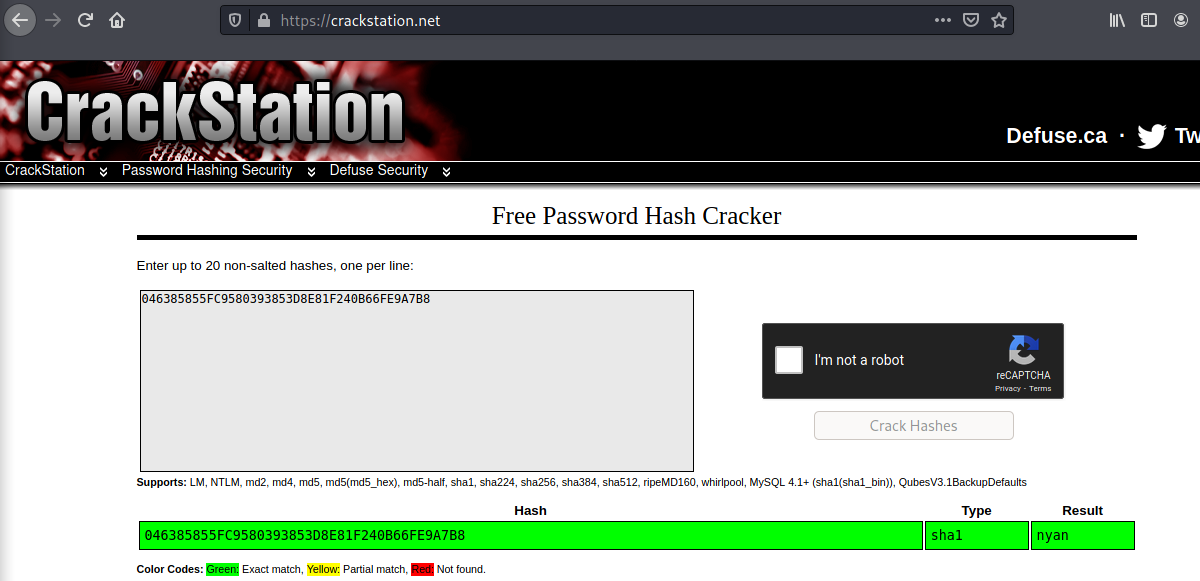 https://crackstation.net
CrackStation
Defuse.ca · Tw
CrackStation Password Hashing Security Defuse Security
Free Password Hash Cracker
Enter up to 20 non-salted hashes, one per line:
046385855FC9580393853D8E81F240B66FE9A7B8
I'm not a robot
reCAPTCHA
Privacy - Terms
Crack Hashes
Supports: LM, NTLM, md2, md4, md5, md5(md5_hex), md5-half, sha1, sha224, sha256, sha384, sha512, ripeMD160, whirlpool, MySQL 4.1+ (sha1(sha1_bin)), QubesV3.1BackupDefaults
Hash Type Result
046385855FC9580393853D8E81F240B66FE9A7B8 sha1 nyan
Color Codes: Green: Exact match, Yellow: Partial match, Red: Not found.